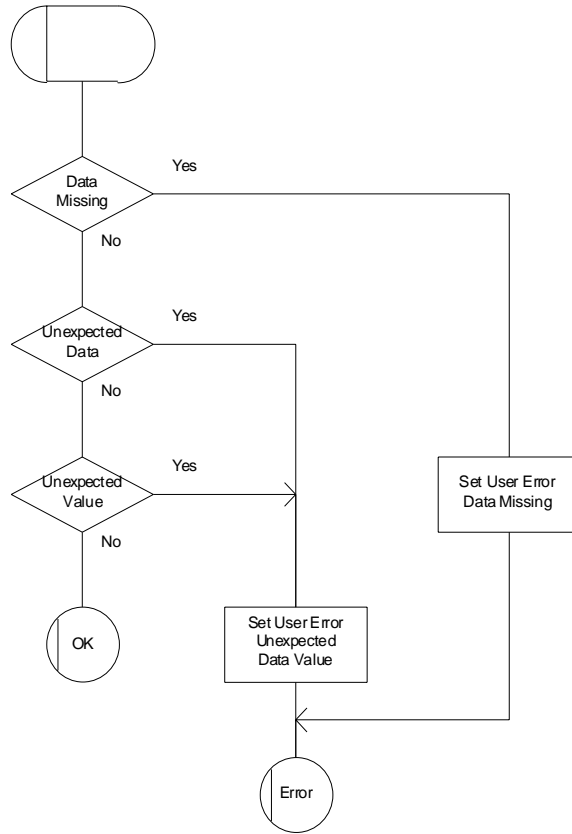 Yes
Data
Missing
No
Yes
Unexpected
Data
No
Yes
Unexpected
Value
No
Set User Error
Data Missing
OK
Set User Error
Unexpected
Data Value
Error